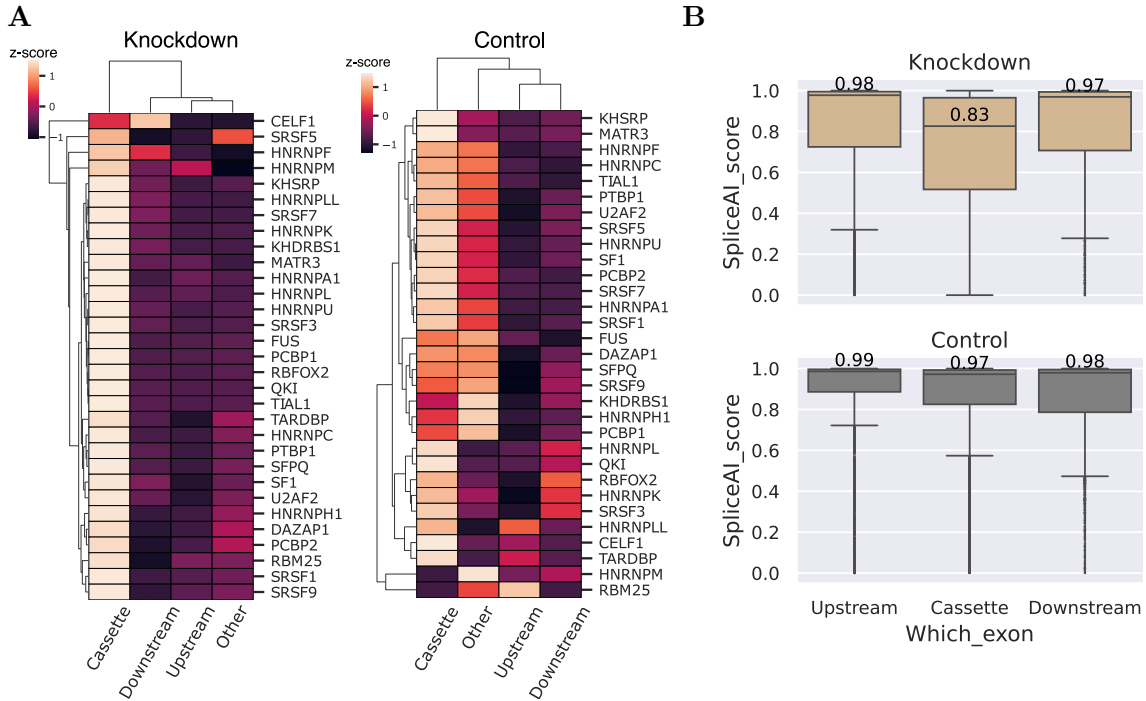 A
Knockdown
z-score
1
0
−1
CELF1
SRSF5
HNRNPF
HNRNPM
KHSRP
HNRNPLL
SRSF7
HNRNPK
KHDRBS1
MATR3
HNRNPA1
HNRNPL
HNRNPU
SRSF3
FUS
PCBP1
RBFOX2
QKI
TIAL1
TARDBP
HNRNPC
PTBP1
SFPQ
SF1
U2AF2
HNRNPH1
DAZAP1
PCBP2
RBM25
SRSF1
SRSF9
Cassette
Downstream
Upstream
Other
Control
z-score
1
0
−1
KHSRP
MATR3
HNRNPF
HNRNPC
TIAL1
PTBP1
U2AF2
SRSF5
HNRNPU
SF1
PCBP2
SRSF7
HNRNPA1
SRSF1
FUS
DAZAP1
SFPQ
SRSF9
KHDRBS1
HNRNPH1
PCBP1
HNRNPL
QKI
RBFOX2
HNRNPK
SRSF3
HNRNPLL
CELF1
TARDBP
HNRNPM
RBM25
Cassette
Other
Upstream
Downstream
B
Knockdown
SpliceAI_score
1.0
0.8
0.6
0.4
0.2
0.0
0.98
0.83
0.97
Control
SpliceAI_score
1.0
0.8
0.6
0.4
0.2
0.0
0.99
0.97
0.98
Upstream
Cassette
Downstream
Which_exon